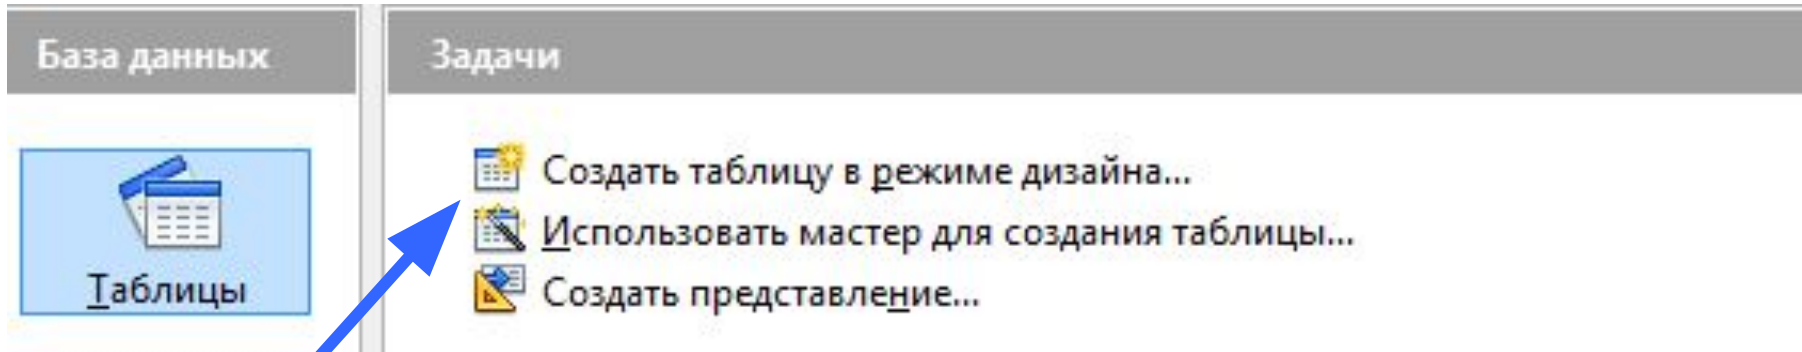 База данных
Задачи
Таблицы
Создать таблицу в режиме дизайна...
Использовать мастер для создания таблицы...
Создать представление...